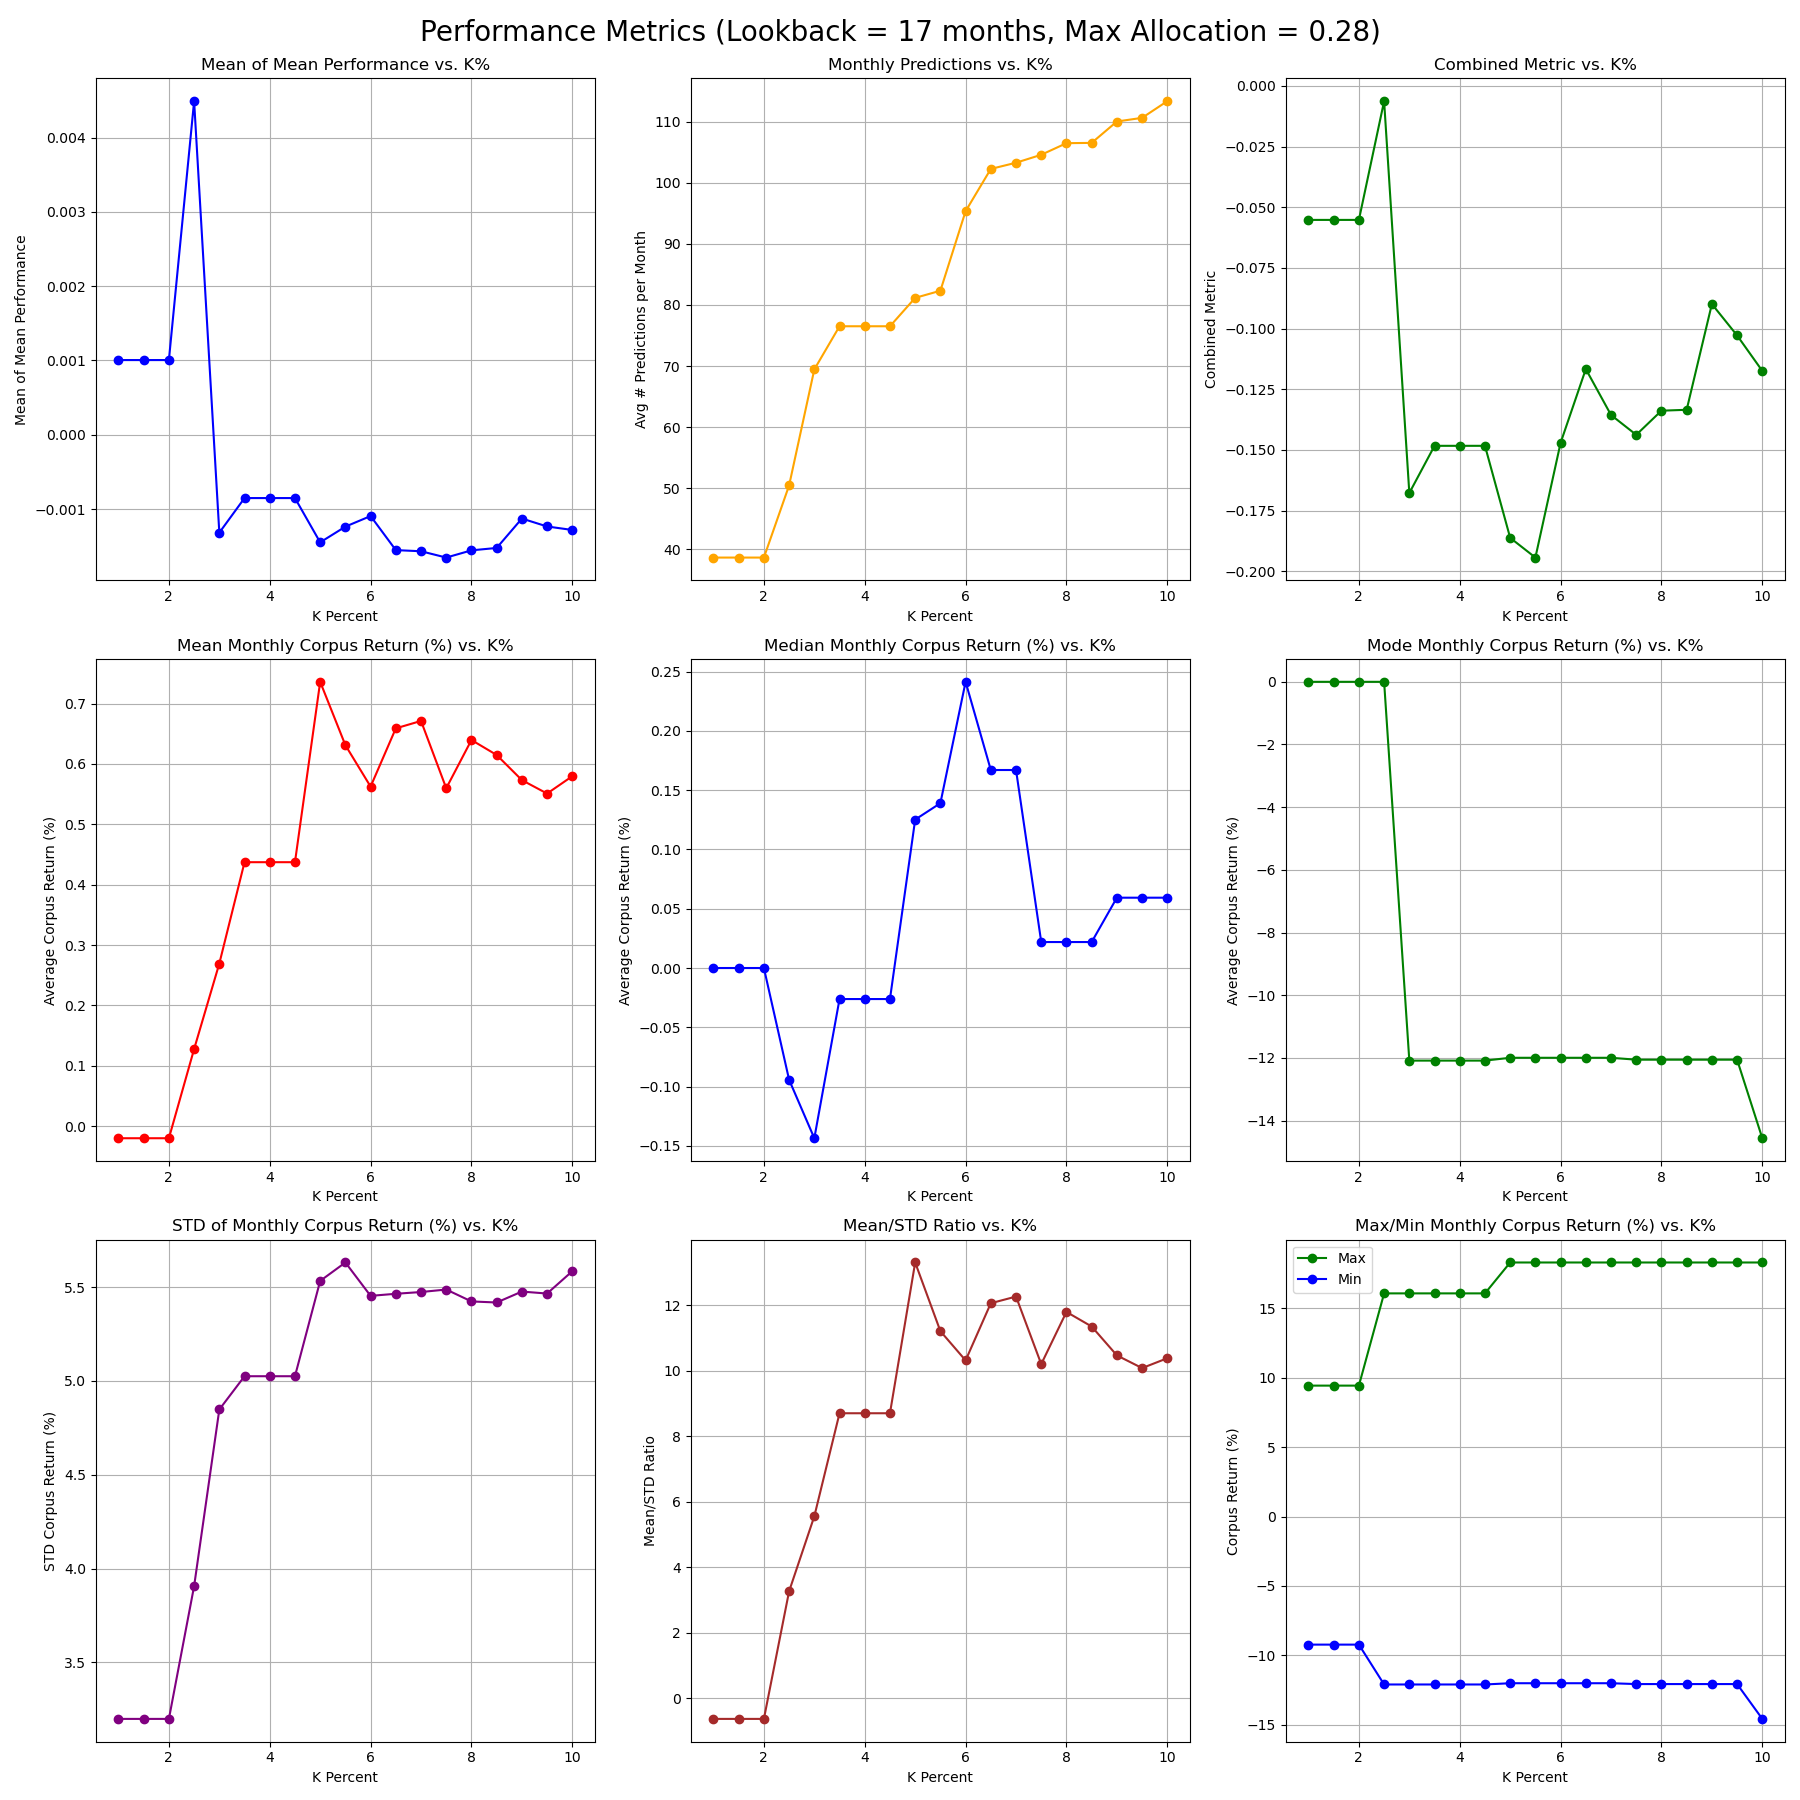 Performance Metrics (Lookback = 17 months, Max Allocation = 0.28)
Mean of Mean Performance vs. K%
Mean of Mean Performance
0.004
0.003
0.002
0.001
0.000
−0.001
2 4 6 8 10
K Percent
Monthly Predictions vs. K%
Avg # Predictions per Month
110
100
90
80
70
60
50
40
2 4 6 8 10
K Percent
Combined Metric vs. K%
Combined Metric
0.000
−0.025
−0.050
−0.075
−0.100
−0.125
−0.150
−0.175
−0.200
2 4 6 8 10
K Percent
Mean Monthly Corpus Return (%) vs. K%
Average Corpus Return (%)
0.7
0.6
0.5
0.4
0.3
0.2
0.1
0.0
2 4 6 8 10
K Percent
Median Monthly Corpus Return (%) vs. K%
Average Corpus Return (%)
0.25
0.20
0.15
0.10
0.05
0.00
−0.05
−0.10
−0.15
2 4 6 8 10
K Percent
Mode Monthly Corpus Return (%) vs. K%
Average Corpus Return (%)
0
−2
−4
−6
−8
−10
−12
−14
2 4 6 8 10
K Percent
STD of Monthly Corpus Return (%) vs. K%
STD Corpus Return (%)
5.5
5.0
4.5
4.0
3.5
2 4 6 8 10
K Percent
Mean/STD Ratio vs. K%
Mean/STD Ratio
12
10
8
6
4
2
0
2 4 6 8 10
K Percent
Max/Min Monthly Corpus Return (%) vs. K%
Max
Min
Corpus Return (%)
15
10
5
0
−5
−10
−15
2 4 6 8 10
K Percent